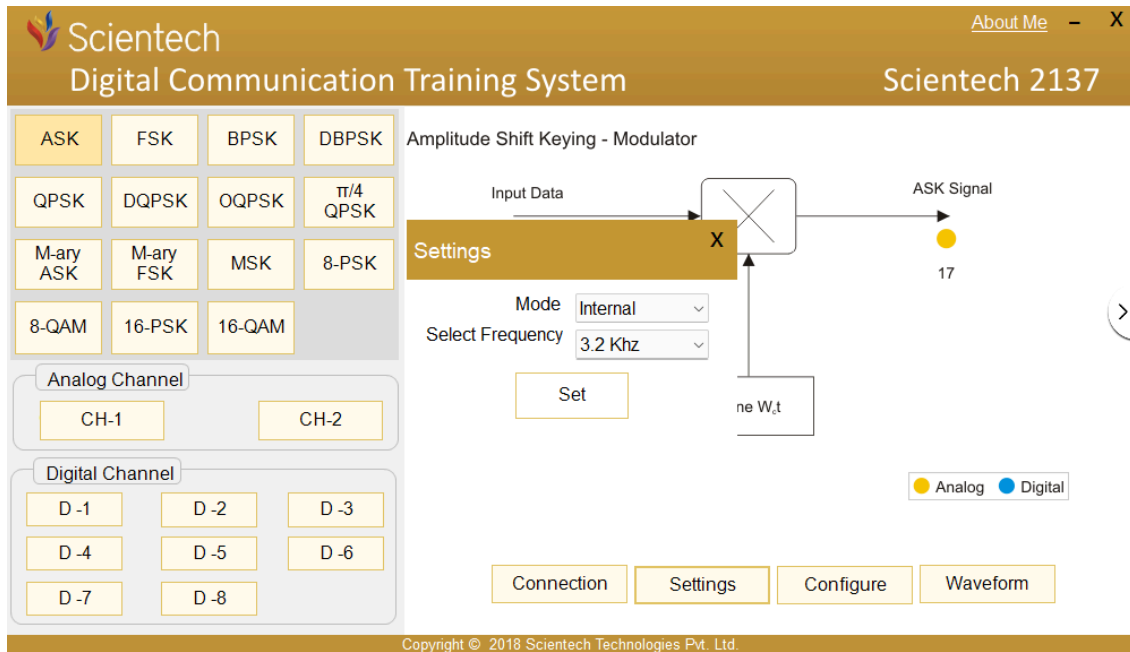 About Me – X
Scientech
Digital Communication Training System Scientech 2137
ASK FSK BPSK DBPSK
QPSK DQPSK OQPSK π/4 QPSK
M-ary ASK M-ary FSK MSK 8-PSK
8-QAM 16-PSK 16-QAM
Analog Channel
CH-1 CH-2
Digital Channel
D -1 D -2 D -3
D -4 D -5 D -6
D -7 D -8
Amplitude Shift Keying - Modulator
Input Data
ASK Signal
17
Settings X
Mode Internal
Select Frequency 3.2 Khz
Set
ne Wct
Analog Digital
Connection Settings Configure Waveform
Copyright © 2018 Scientech Technologies Pvt. Ltd.